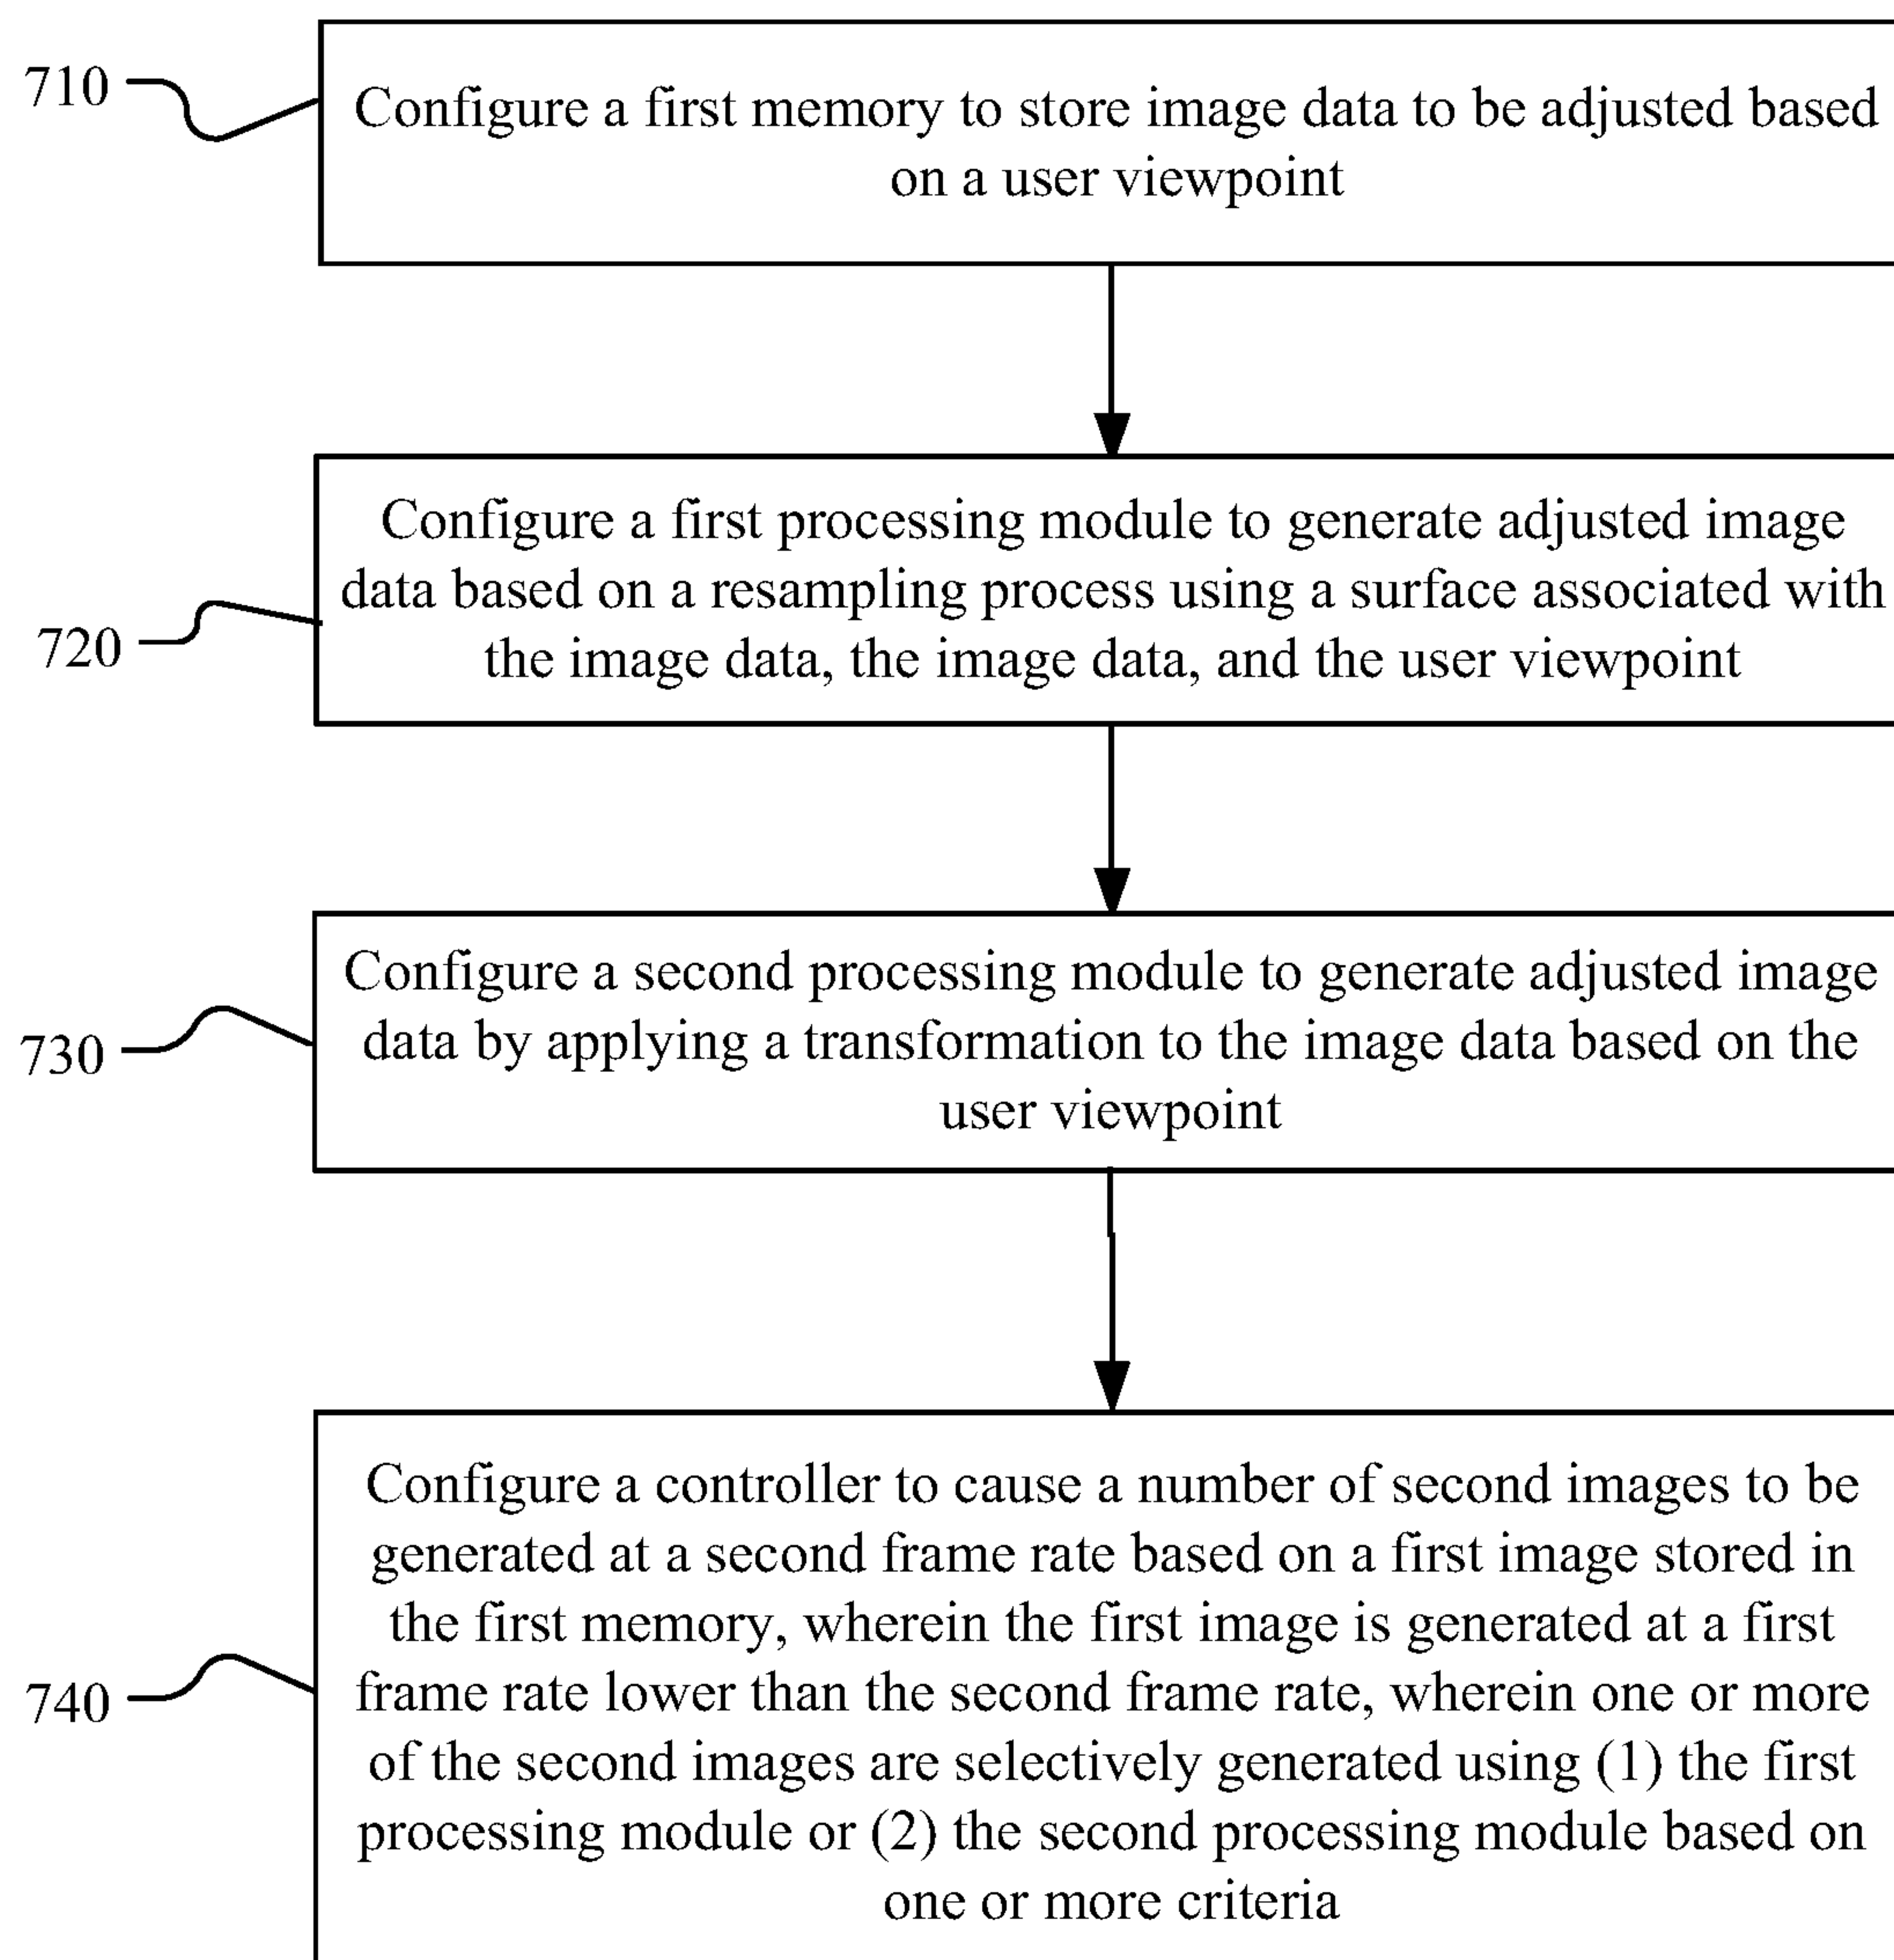 710
Configure a first memory to store image data to be adjusted based
on a user viewpoint
Configure a first processing module to generate adjusted image
data based on a resampling process using a surface associated with
the image data, the image data, and the user viewpoint
720
Configure a second processing module to generate adjusted image
data by applying a transformation to the image data based on the
user viewpoint
730
Configure a controller to cause a number of second images to be
generated at a second frame rate based on a first image stored in
the first memory, wherein the first image is generated at a first
frame rate lower than the second frame rate, wherein one or more
of the second images are selectively generated using (1) the first
processing module or (2) the second processing module based on
one or more criteria
740